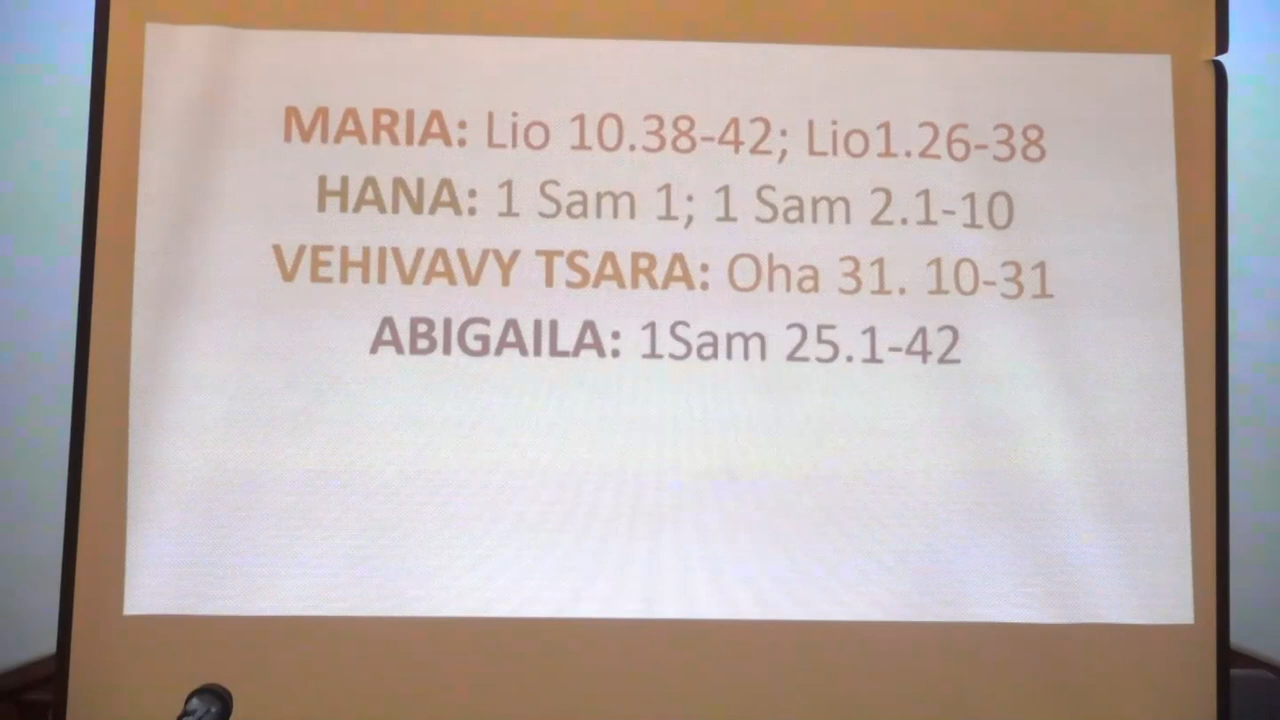 MARIA: Lio 10.38-42; Lio1.26-38
HANA: 1 Sam 1; 1 Sam 2.1-10
VEHIVAVY TSARA: Oha 31. 10-31
ABIGAILA: 1Sam 25.1-42